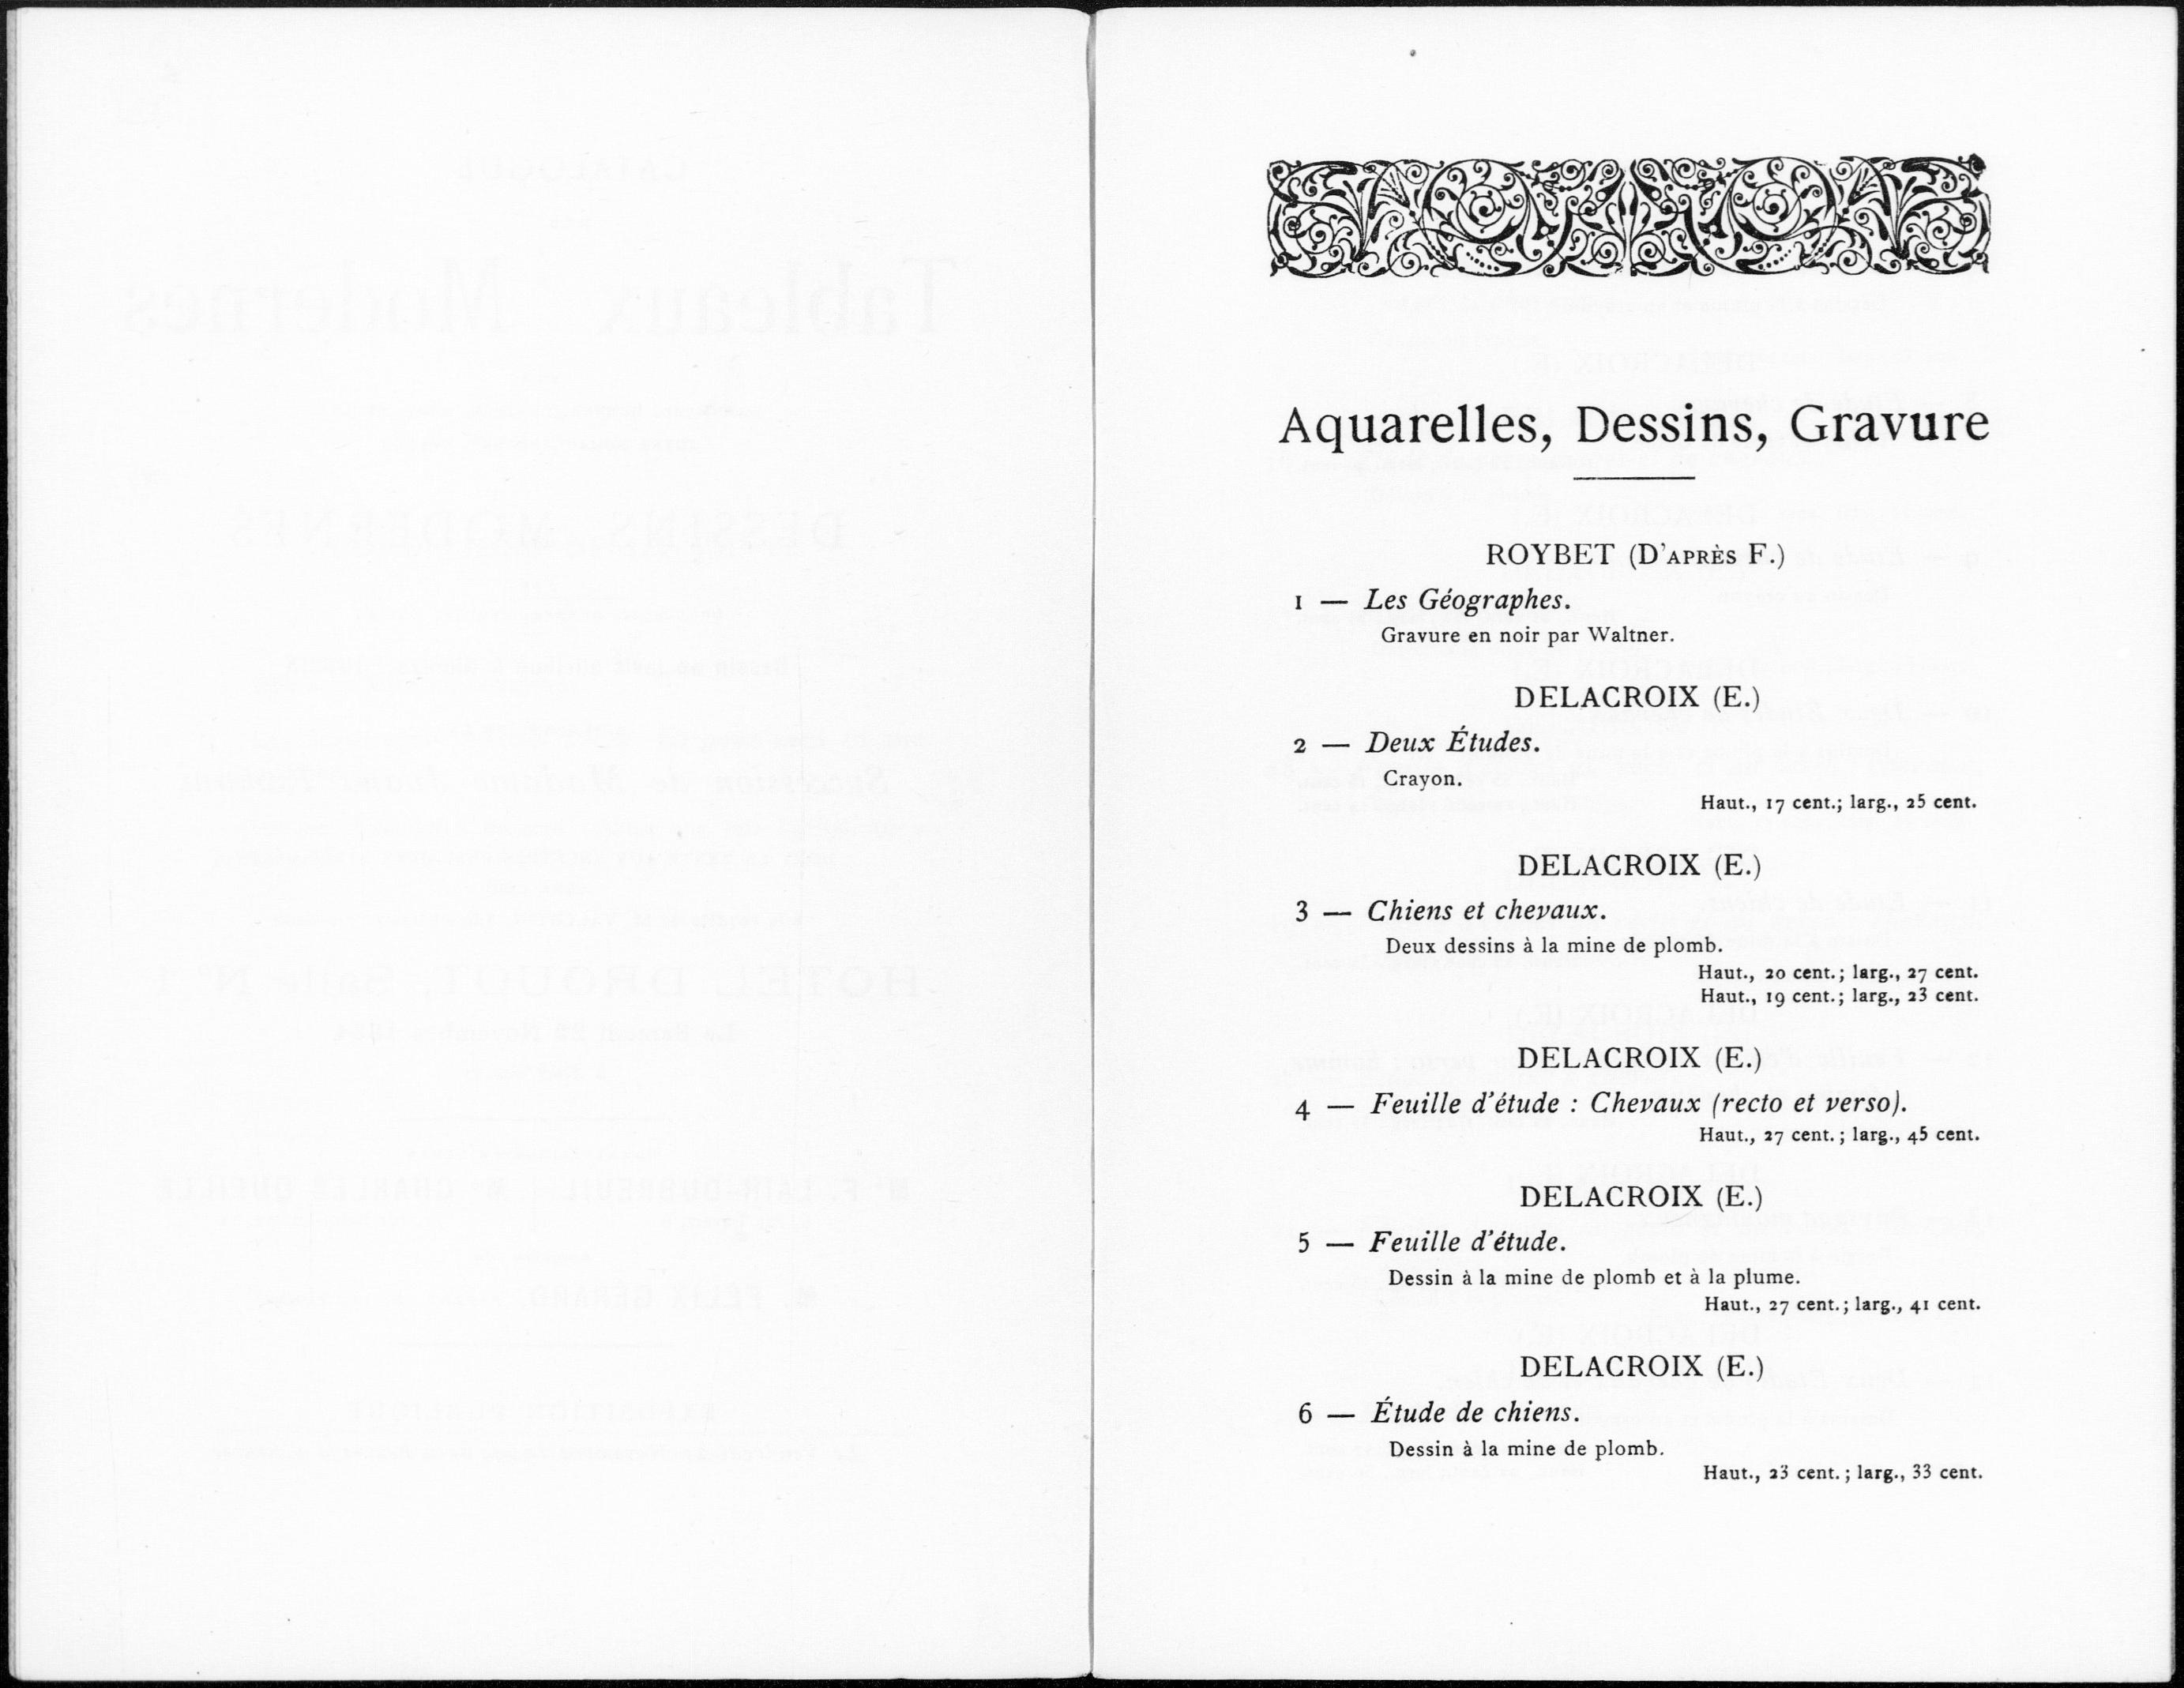 Aquarelles, Dessins, Gravure
ROYBET (D'APRÈS F.)
1 — Les Géographes.
Gravure en noir par Waltner.
DELACROIX (E.)
2 — Deux Études.
Crayon.
Haut., 17 cent.; larg., 25 cent.
DELACROIX (E.)
3 — Chiens et chevaux.
Deux dessins à la mine de plomb.
Haut., 20 cent.; larg., 27 cent.
Haut., 19 cent.; larg., 23 cent.
DELACROIX (E.)
4 — Feuille d'étude : Chevaux (recto et verso).
Haut., 27 cent.; larg., 45 cent.
DELACROIX (E.)
5 — Feuille d'étude.
Dessin à la mine de plomb et à la plume.
Haut., 27 cent.; larg., 41 cent.
DELACROIX (E.)
6 — Étude de chiens.
Dessin à la mine de plomb.
Haut., 23 cent.; larg., 33 cent.